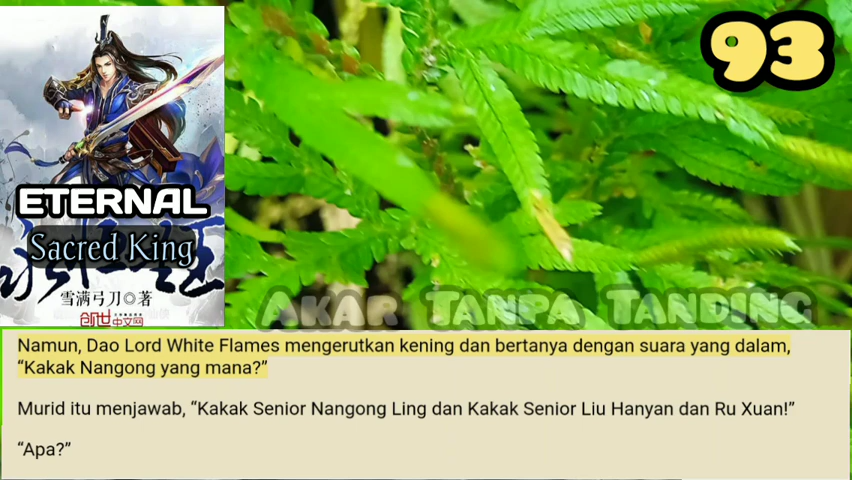 93
ETERNAL
Sacred King
雪满弓刀◎著
创世中文网
AKAR TANPA TANDING
Namun, Dao Lord White Flames mengerutkan kening dan bertanya dengan suara yang dalam,
“Kakak Nangong yang mana?”
Murid itu menjawab, “Kakak Senior Nangong Ling dan Kakak Senior Liu Hanyan dan Ru Xuan!”
“Apa?”